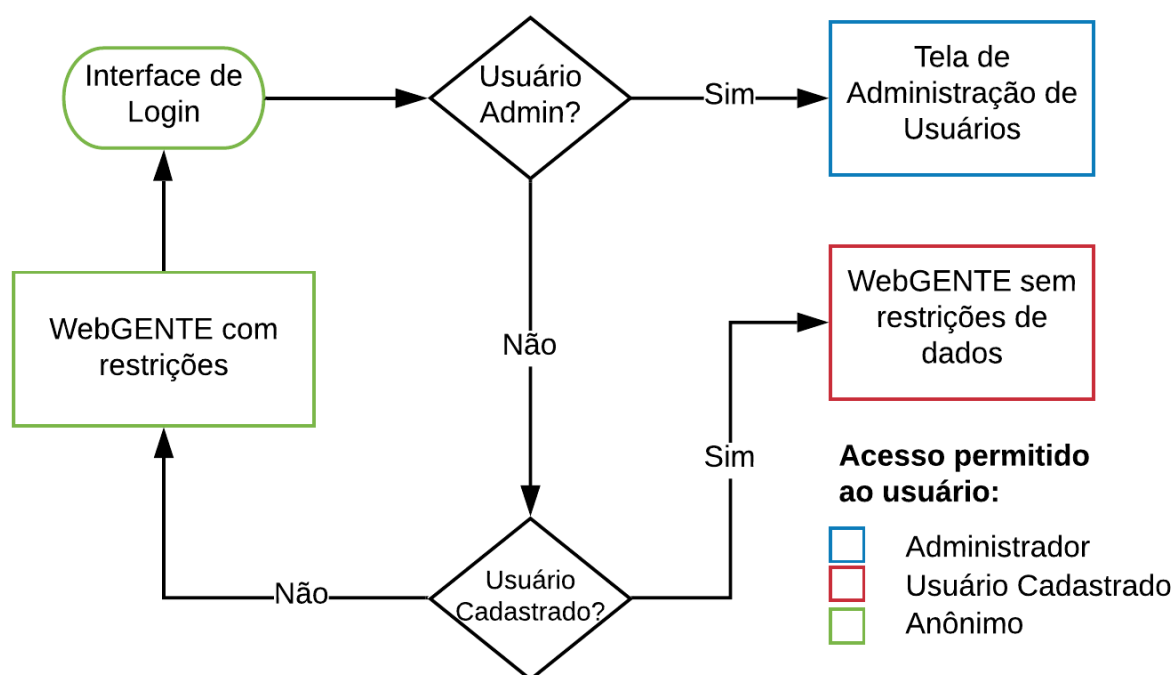 Interface de
Login
Usuário
Admin?
Sim
Tela de
Administração de
Usuários
WebGENTE com
restrições
Não
WebGENTE sem
restrições de
dados
Sim
Não
Usuário
Cadastrado?
Acesso permitido
ao usuário:
Administrador
Usuário Cadastrado
Anônimo